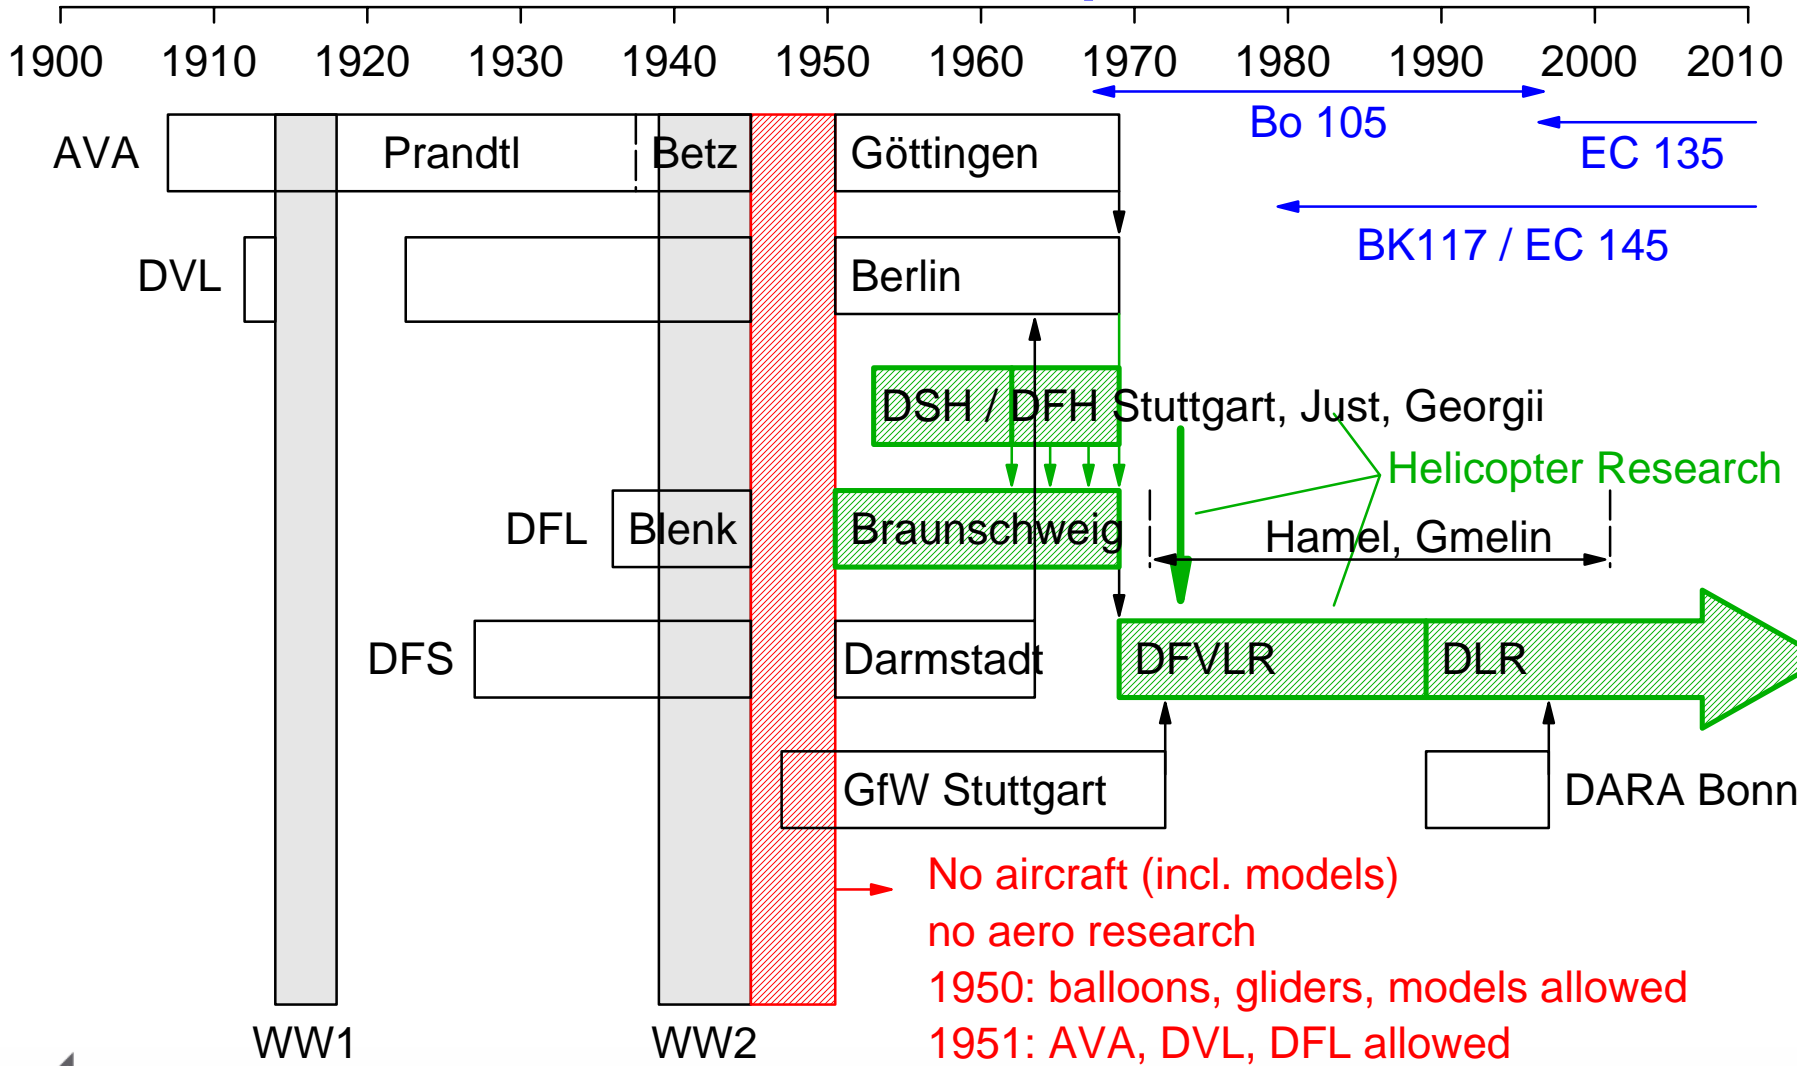 1900 1910 1920 1930 1940 1950 1960 1970 1980 1990 2000 2010
Bo 105
AVA Prandtl Betz Göttingen EC 135
BK117 / EC 145
DVL Berlin
DSH / DFH Stuttgart, Just, Georgii
Helicopter Research
DFL Blenk Braunschweig Hamel, Gmelin
DFS Darmstadt DFVLR DLR
GfW Stuttgart DARA Bonn
No aircraft (incl. models)
no aero research
1950: balloons, gliders, models allowed
WW1 WW2 1951: AVA, DVL, DFL allowed